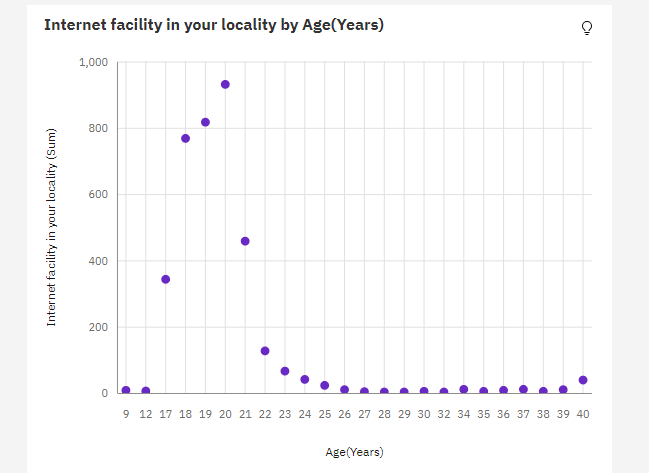 Internet facility in your locality by Age(Years)
Internet facility in your locality (Sum)
1,000
800
600
400
200
0
9 12 17 18 19 20 21 22 23 24 25 26 27 28 29 30 32 34 35 36 37 38 39 40
Age(Years)